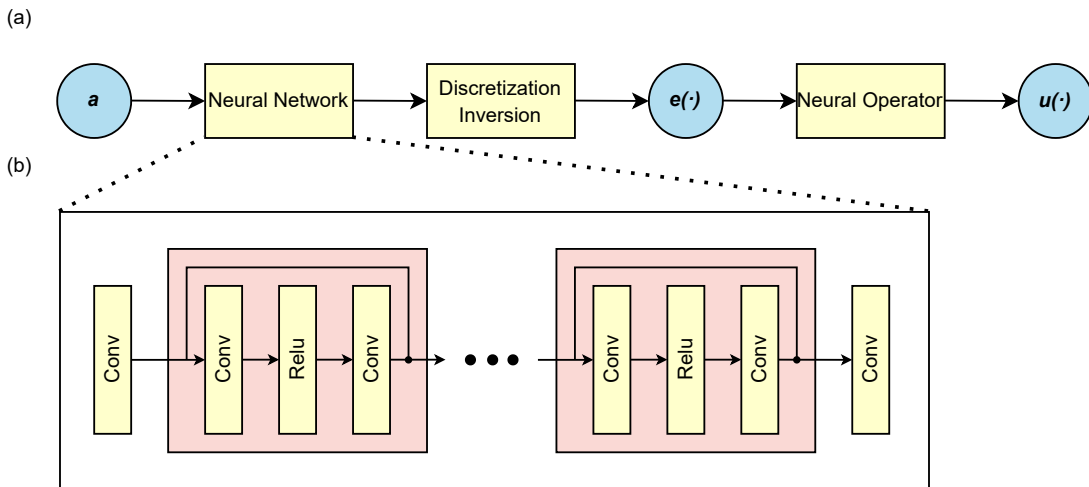 (a)
a
Neural Network
Discretization
Inversion
e(·)
Neural Operator
u(·)
(b)
Conv
Conv
Relu
Conv
Conv
Relu
Conv
Conv